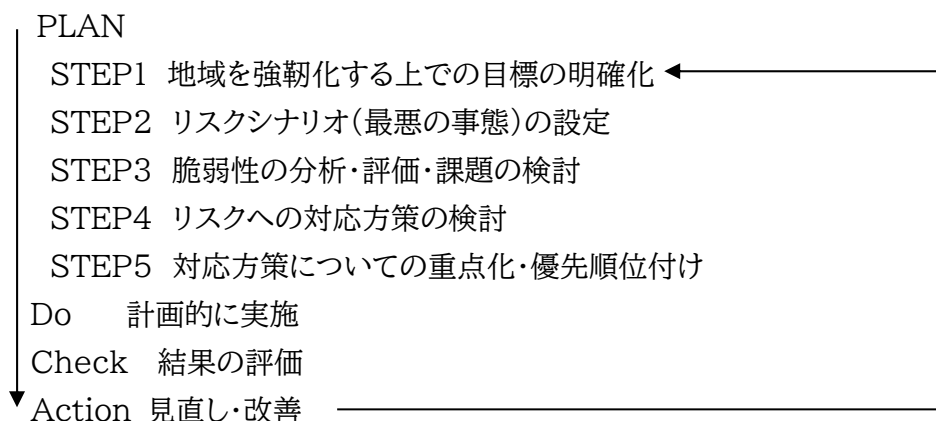 PLAN
STEP1 地域を強靭化する上での目標の明確化
STEP2 リスクシナリオ(最悪の事態)の設定
STEP3 脆弱性の分析・評価・課題の検討
STEP4 リスクへの対応方策の検討
STEP5 対応方策についての重点化・優先順位付け
Do 計画的に実施
Check 結果の評価
Action 見直し・改善